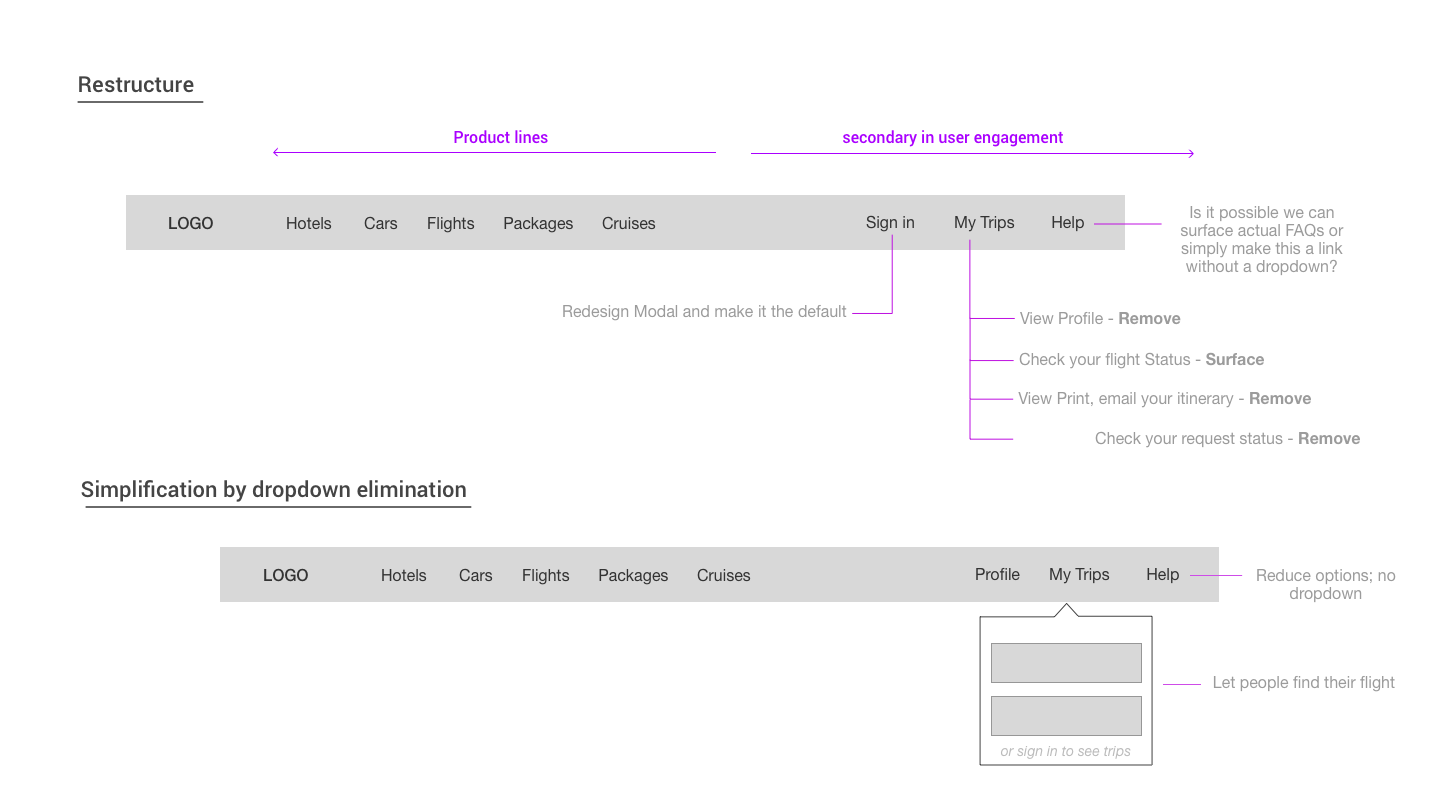 Restructure
Product lines
secondary in user engagement
LOGO Hotels Cars Flights Packages Cruises Sign in My Trips Help
Is it possible we can
surface actual FAQs or
simply make this a link
without a dropdown?
Redesign Modal and make it the default
View Profile - Remove
Check your flight Status - Surface
View Print, email your itinerary - Remove
Check your request status - Remove
Simplification by dropdown elimination
LOGO Hotels Cars Flights Packages Cruises Profile My Trips Help
Reduce options; no
dropdown
Let people find their flight
or sign in to see trips